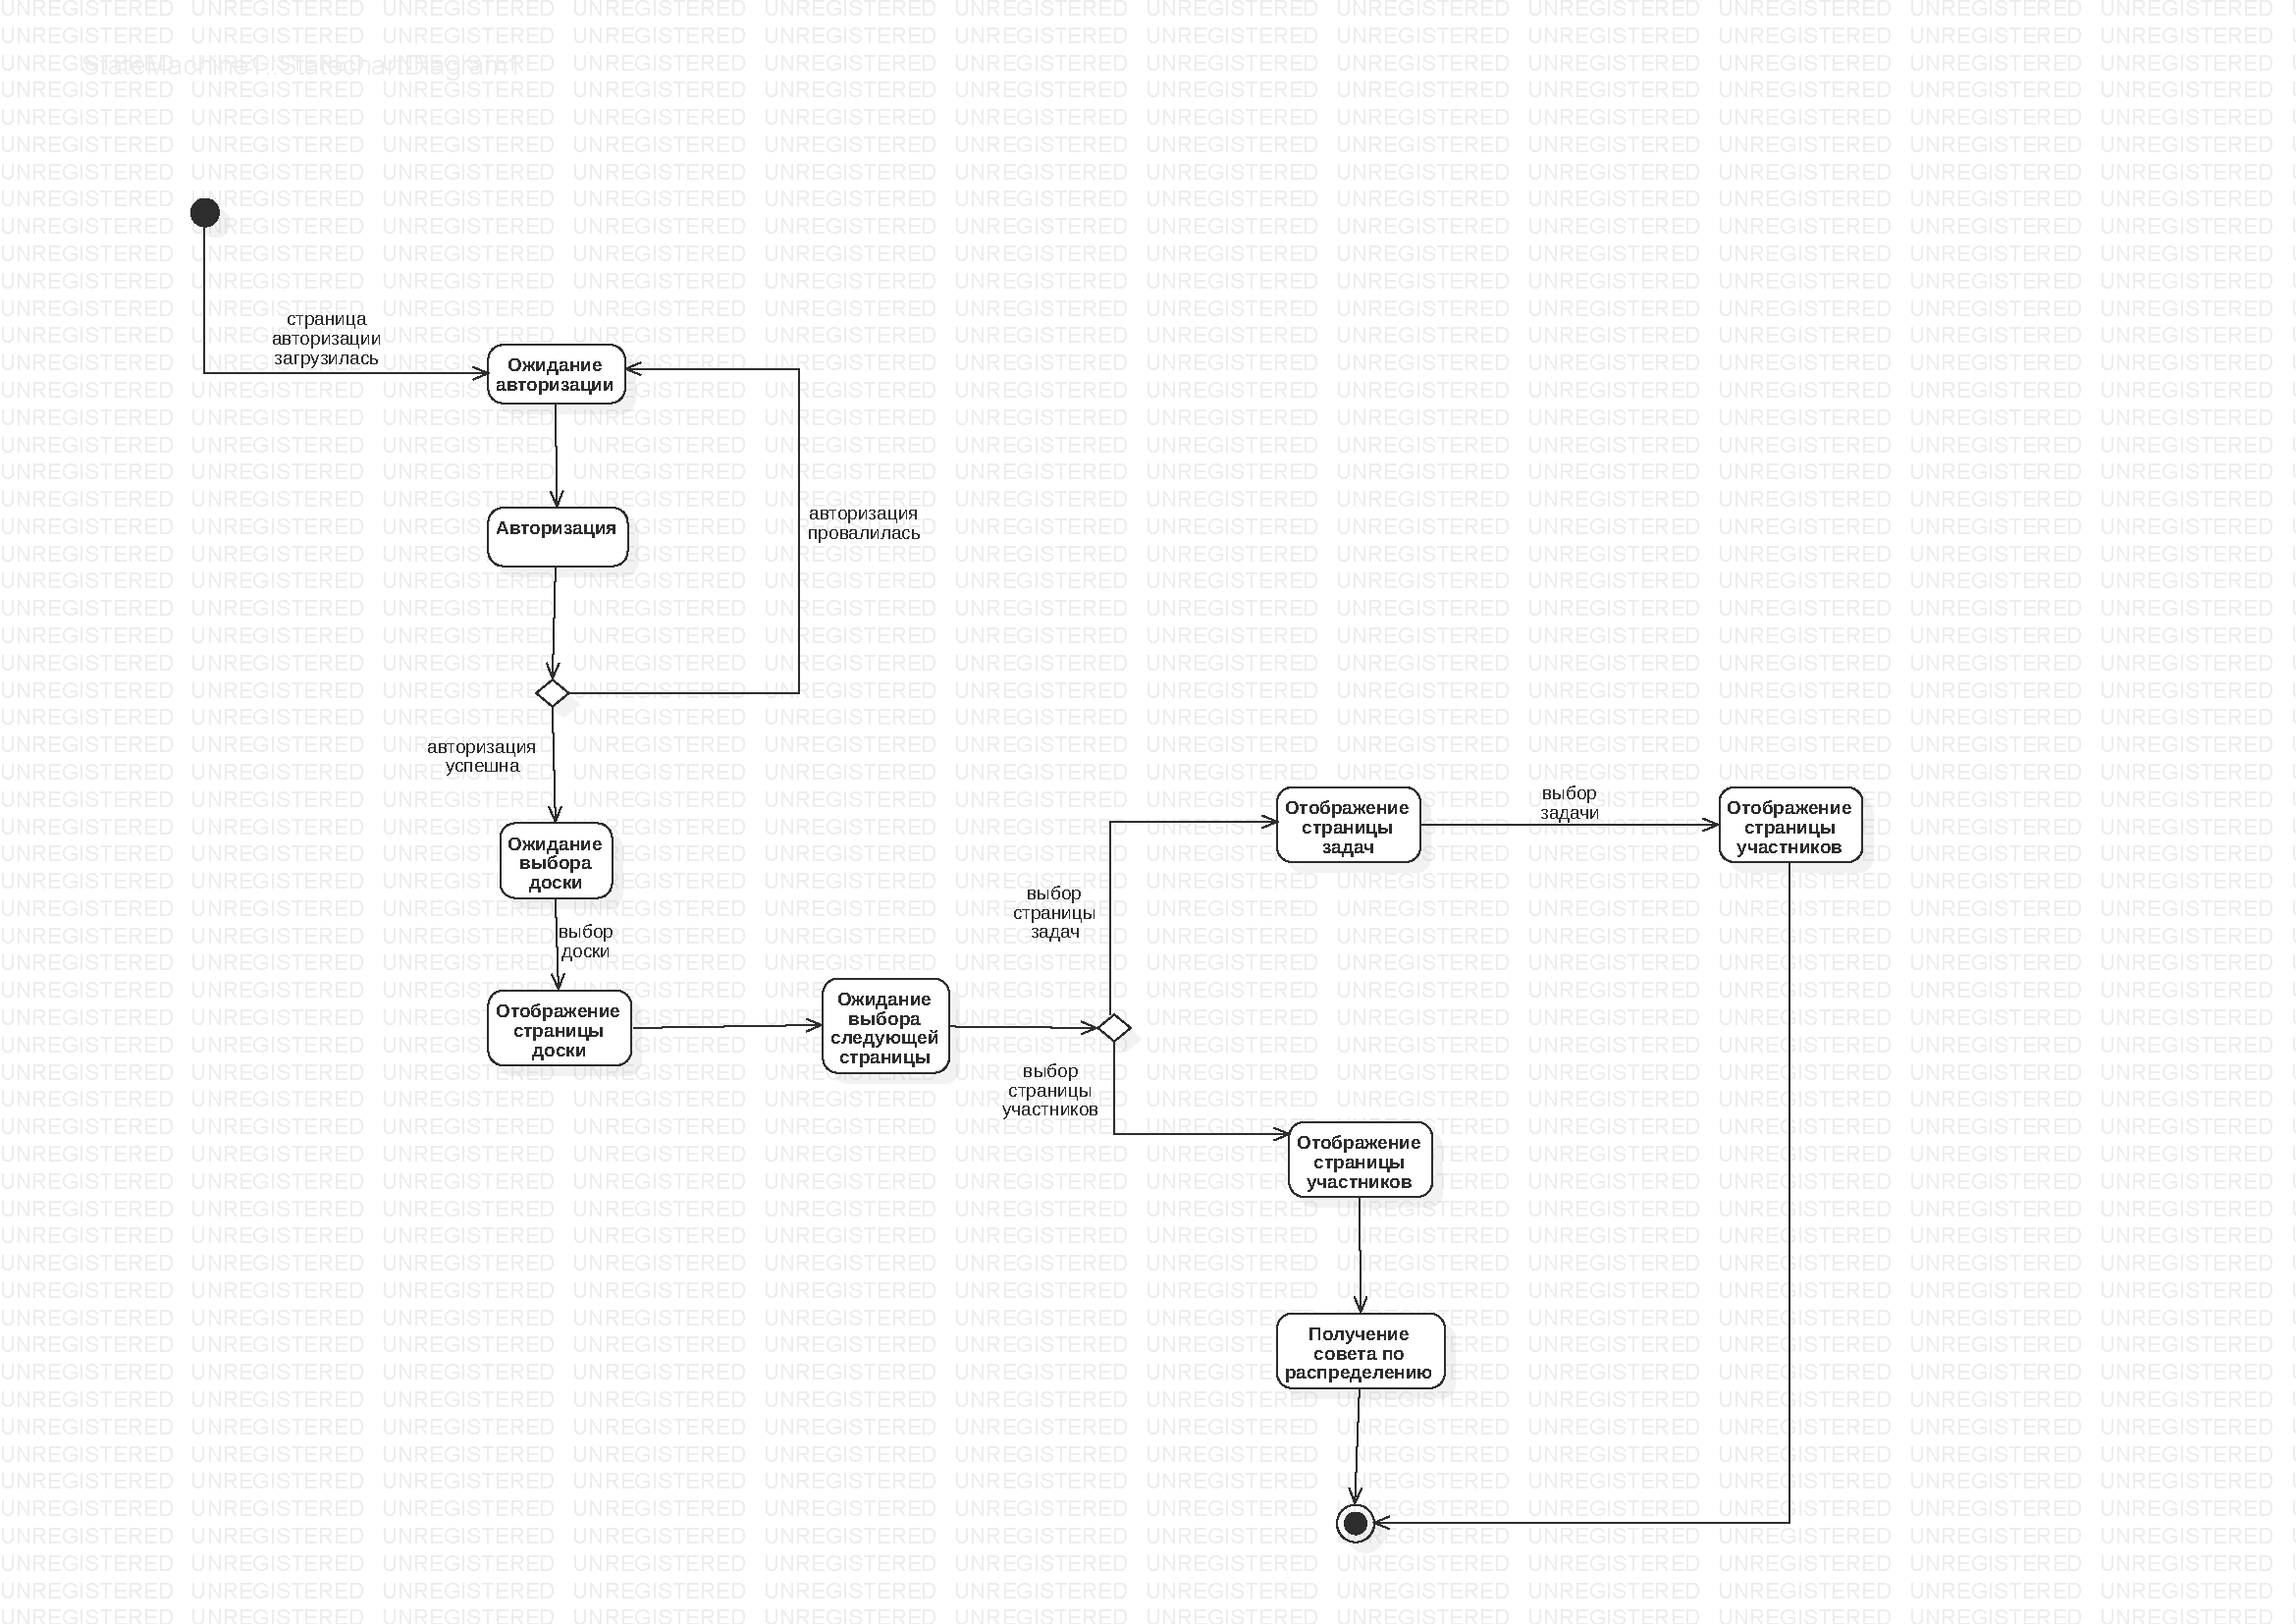 StateMachine1::StatechartDiagram1
страница
авторизации
загрузилась
Ожидание
авторизации
Авторизация
авторизация
провалилась
авторизация
успешна
Ожидание
выбора
доски
выбор
доски
Отображение
страницы
доски
Ожидание
выбора
следующей
страницы
выбор
страницы
задач
Отображение
страницы
задач
выбор
задачи
Отображение
страницы
участников
выбор
страницы
участников
Отображение
страницы
участников
Получение
совета по
распределению
UNREGISTERED